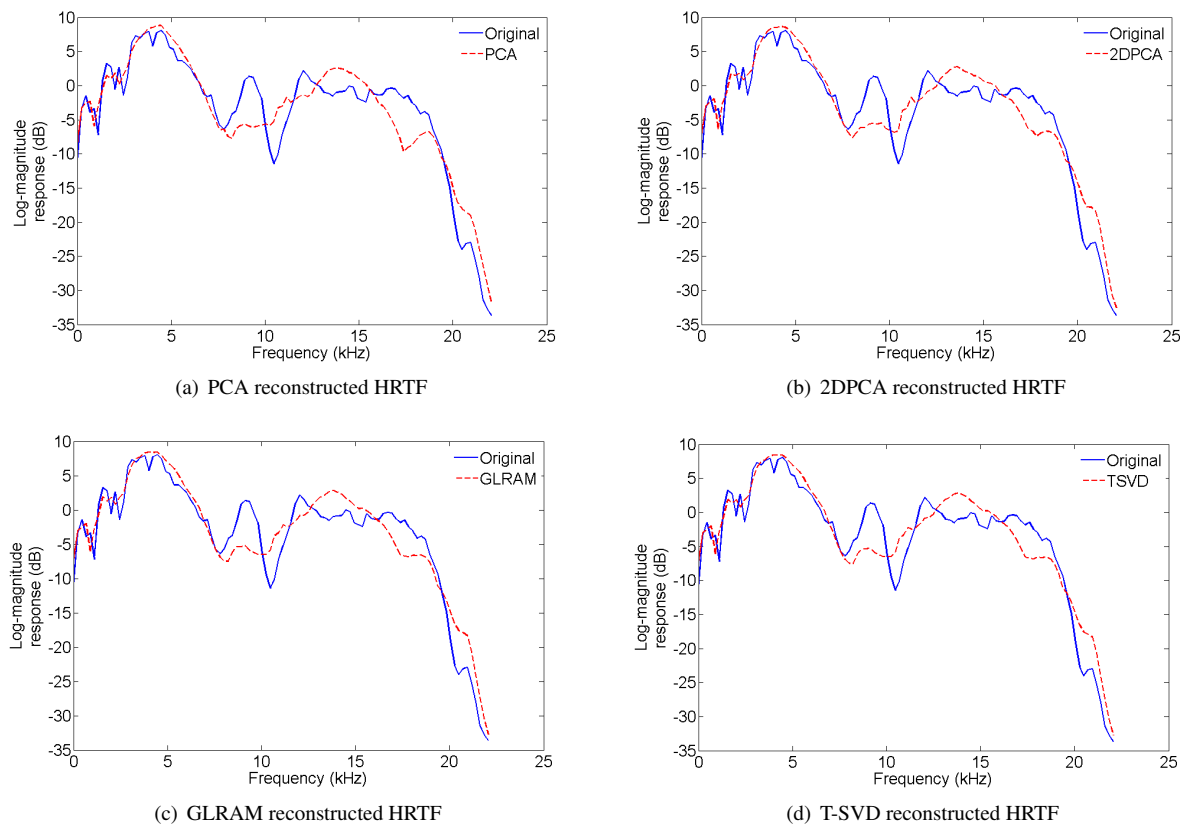 10
5
0
-5
-10
-15
-20
-25
-30
-35
0
5
10
15
20
25
Log-magnitude
response (dB)
Frequency (kHz)
Original
PCA
(a) PCA reconstructed HRTF
10
5
0
-5
-10
-15
-20
-25
-30
-35
0
5
10
15
20
25
Log-magnitude
response (dB)
Frequency (kHz)
Original
2DPCA
(b) 2DPCA reconstructed HRTF
10
5
0
-5
-10
-15
-20
-25
-30
-35
0
5
10
15
20
25
Log-magnitude
response (dB)
Frequency (kHz)
Original
GLRAM
(c) GLRAM reconstructed HRTF
10
5
0
-5
-10
-15
-20
-25
-30
-35
0
5
10
15
20
25
Log-magnitude
response (dB)
Frequency (kHz)
Original
TSVD
(d) T-SVD reconstructed HRTF